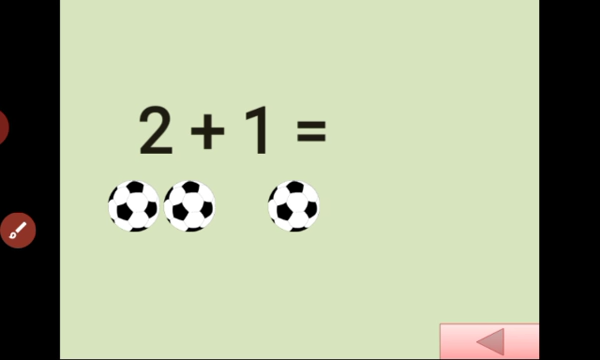 2 + 1 =